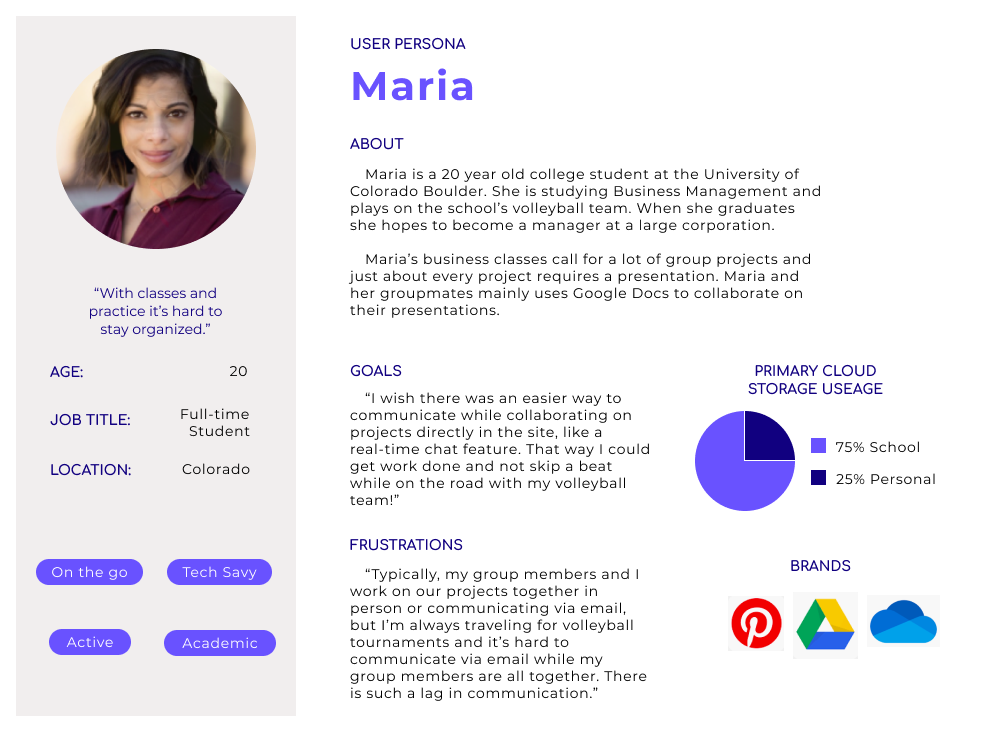 “With classes and
practice it’s hard to
stay organized.”
AGE:
20
JOB TITLE:
Full-time
Student
LOCATION:
Colorado
On the go
Tech Savy
Active
Academic
USER PERSONA
Maria
ABOUT
Maria is a 20 year old college student at the University of
Colorado Boulder. She is studying Business Management and
plays on the school’s volleyball team. When she graduates
she hopes to become a manager at a large corporation.
Maria’s business classes call for a lot of group projects and
just about every project requires a presentation. Maria and
her groupmates mainly uses Google Docs to collaborate on
their presentations.
GOALS
“I wish there was an easier way to
communicate while collaborating on
projects directly in the site, like a
real-time chat feature. That way I could
get work done and not skip a beat
while on the road with my volleyball
team!”
PRIMARY CLOUD
STORAGE USEAGE
75% School
25% Personal
FRUSTRATIONS
“Typically, my group members and I
work on our projects together in
person or communicating via email,
but I’m always traveling for volleyball
tournaments and it’s hard to
communicate via email while my
group members are all together. There
is such a lag in communication.”
BRANDS